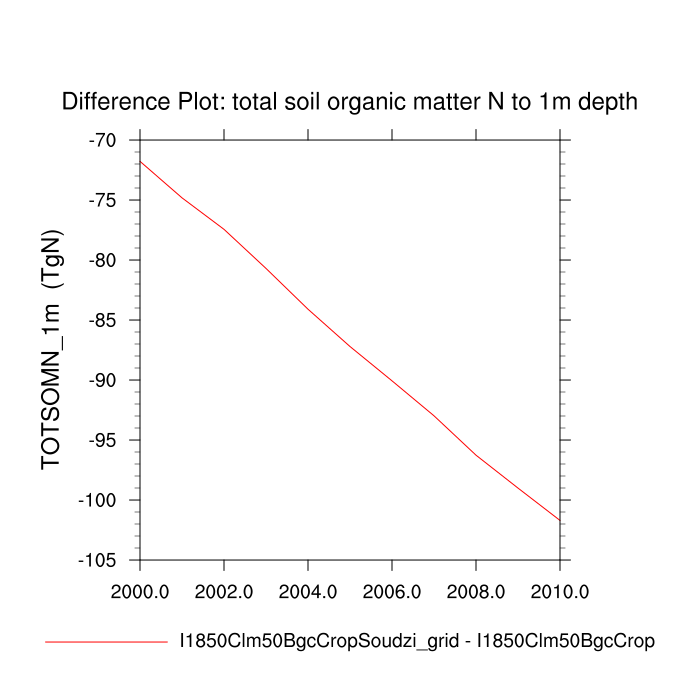 Difference Plot: total soil organic matter N to 1m depth
TOTSOMN_1m (TgN)
-70
-75
-80
-85
-90
-95
-100
-105
2000.0 2002.0 2004.0 2006.0 2008.0 2010.0
I1850Clm50BgcCropSoudzi_grid - I1850Clm50BgcCrop